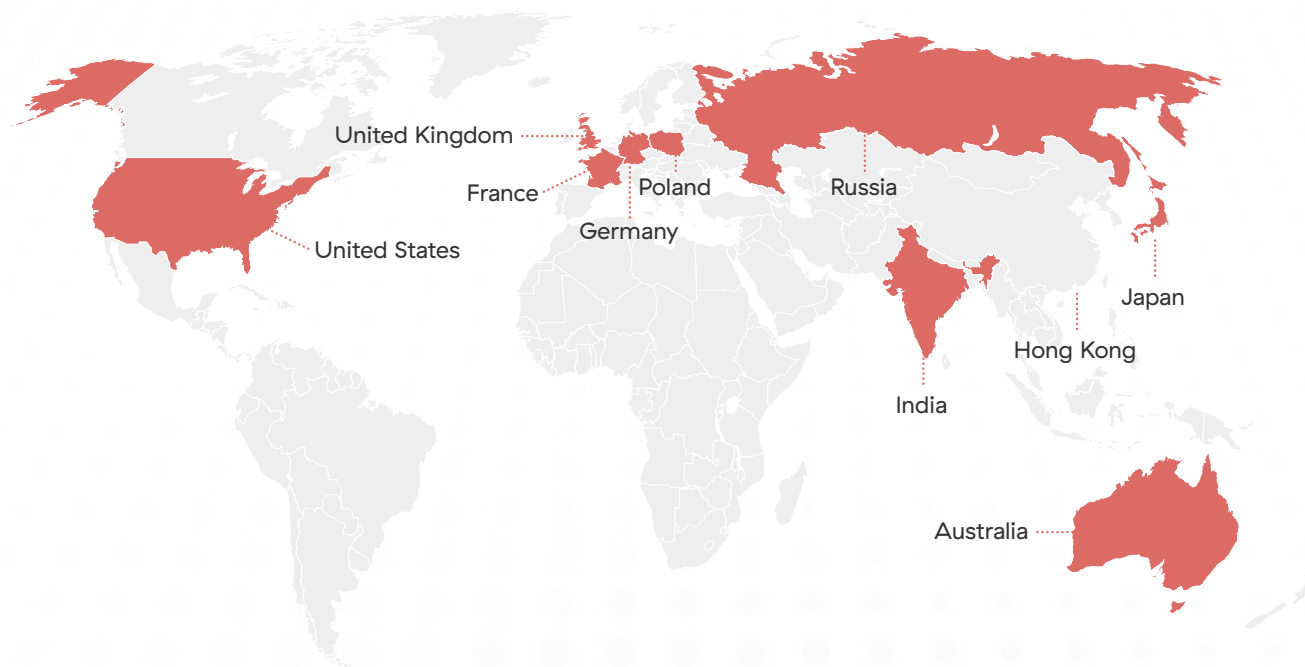 United Kingdom
France
Poland
Russia
Germany
United States
Japan
Hong Kong
India
Australia